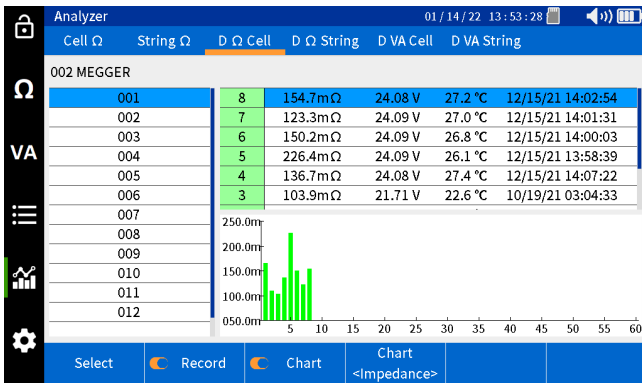 Analyzer 01/14/22 13:53:28
Cell Ω String Ω D Ω Cell D Ω String D VA Cell D VA String
002 MEGGER
Ω
VA
001
002
003
004
005
006
007
008
009
010
011
012
8 154.7mΩ 24.08 V 27.2 ℃ 12/15/21 14:02:54
7 123.3mΩ 24.09 V 27.0 ℃ 12/15/21 14:01:31
6 150.2mΩ 24.09 V 26.8 ℃ 12/15/21 14:00:03
5 226.4mΩ 24.09 V 26.1 ℃ 12/15/21 13:58:39
4 136.7mΩ 24.08 V 27.4 ℃ 12/15/21 14:07:22
3 103.9mΩ 21.71 V 22.6 ℃ 10/19/21 03:04:33
250.0m
200.0m
150.0m
100.0m
050.0m
5 10 15 20 25 30 35 40 45 50 55 60
Select Record Chart Chart
<Impedance>